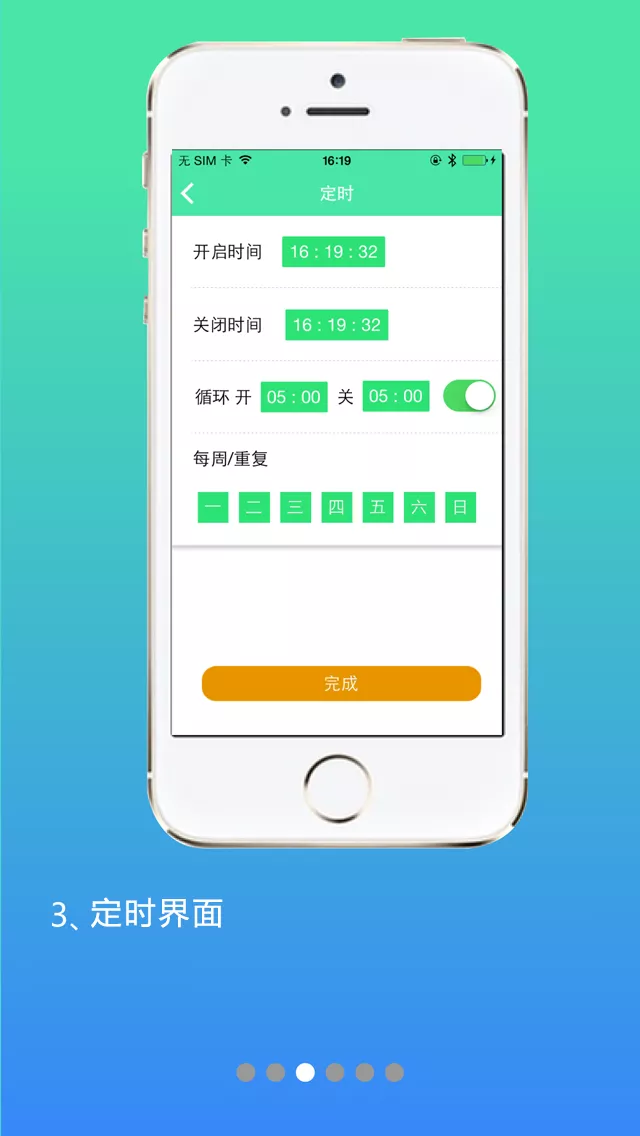 无 SIM 卡 16:19
定时
开启时间 16 : 19 : 32
关闭时间 16 : 19 : 32
循环 开 05 : 00 关 05 : 00
每周/重复
一 二 三 四 五 六 日
完成
3、定时界面